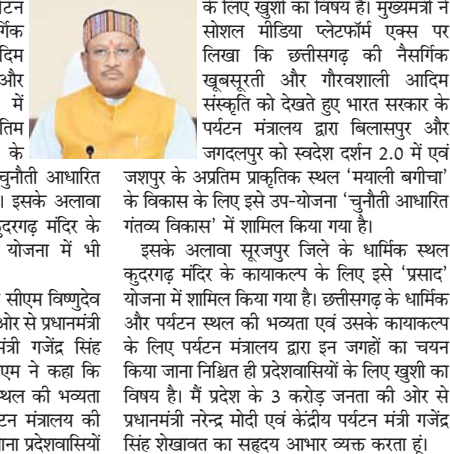 र्यटन
र्गिक
दिम
और
में
तिम
के
चुनौती आधारित
। इसके अलावा
कुदरगढ़ मंदिर के
योजना में भी
सीएम विष्णुदेव
ओर से प्रधानमंत्री
मंत्री गजेंद्र सिंह
एम ने कहा कि
स्थल की भव्यता
र्यटन मंत्रालय की
ाना प्रदेशवासियों
के लिए खुशी का विषय है। मुख्यमंत्री ने
सोशल मीडिया प्लेटफॉर्म एक्स पर
लिखा कि छत्तीसगढ़ की नैसर्गिक
खूबसूरती और गौरवशाली आदिम
संस्कृति को देखते हुए भारत सरकार के
पर्यटन मंत्रालय द्वारा बिलासपुर और
जगदलपुर को स्वदेश दर्शन 2.0 में एवं
जशपुर के अप्रतिम प्राकृतिक स्थल ‘मयाली बगीचा’
के विकास के लिए इसे उप-योजना ‘चुनौती आधारित
गंतव्य विकास’ में शामिल किया गया है।
इसके अलावा सूरजपुर जिले के धार्मिक स्थल
कुदरगढ़ मंदिर के कायाकल्प के लिए इसे ‘प्रसाद’
योजना में शामिल किया गया है। छत्तीसगढ़ के धार्मिक
और पर्यटन स्थल की भव्यता एवं उसके कायाकल्प
के लिए पर्यटन मंत्रालय द्वारा इन जगहों का चयन
किया जाना निश्चित ही प्रदेशवासियों के लिए खुशी का
विषय है। मैं प्रदेश के 3 करोड़ जनता की ओर से
प्रधानमंत्री नरेन्द्र मोदी एवं केंद्रीय पर्यटन मंत्री गजेंद्र
सिंह शेखावत का सहृदय आभार व्यक्त करता हूं।